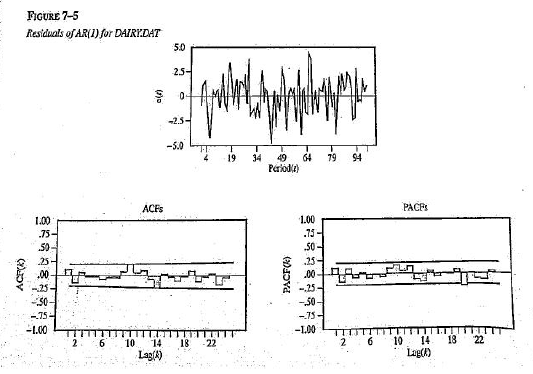 FIGURE 7–5
Residuals of AR(1) for DAIRY.DAT
5.0
2.5
0
-2.5
-5.0
e(t)
4 19 34 49 64 79 94
Period(t)
ACFs
1.00
.75
.50
.25
.00
-.25
-.50
-.75
-1.00
ACF(k)
2 6 10 14 18 22
Lag(k)
PACFs
1.00
.75
.50
.25
.00
-.25
-.50
-.75
-1.00
PACF(k)
2 6 10 14 18 22
Lag(k)